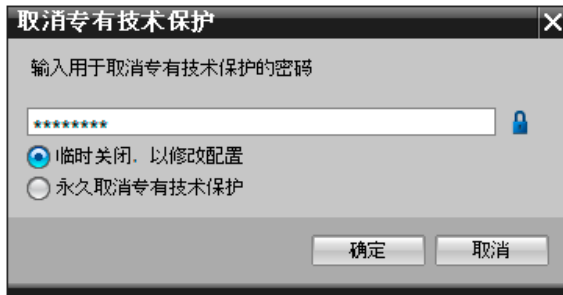 取消专有技术保护
输入用于取消专有技术保护的密码
********
临时关闭，以修改配置
永久取消专有技术保护
确定 取消